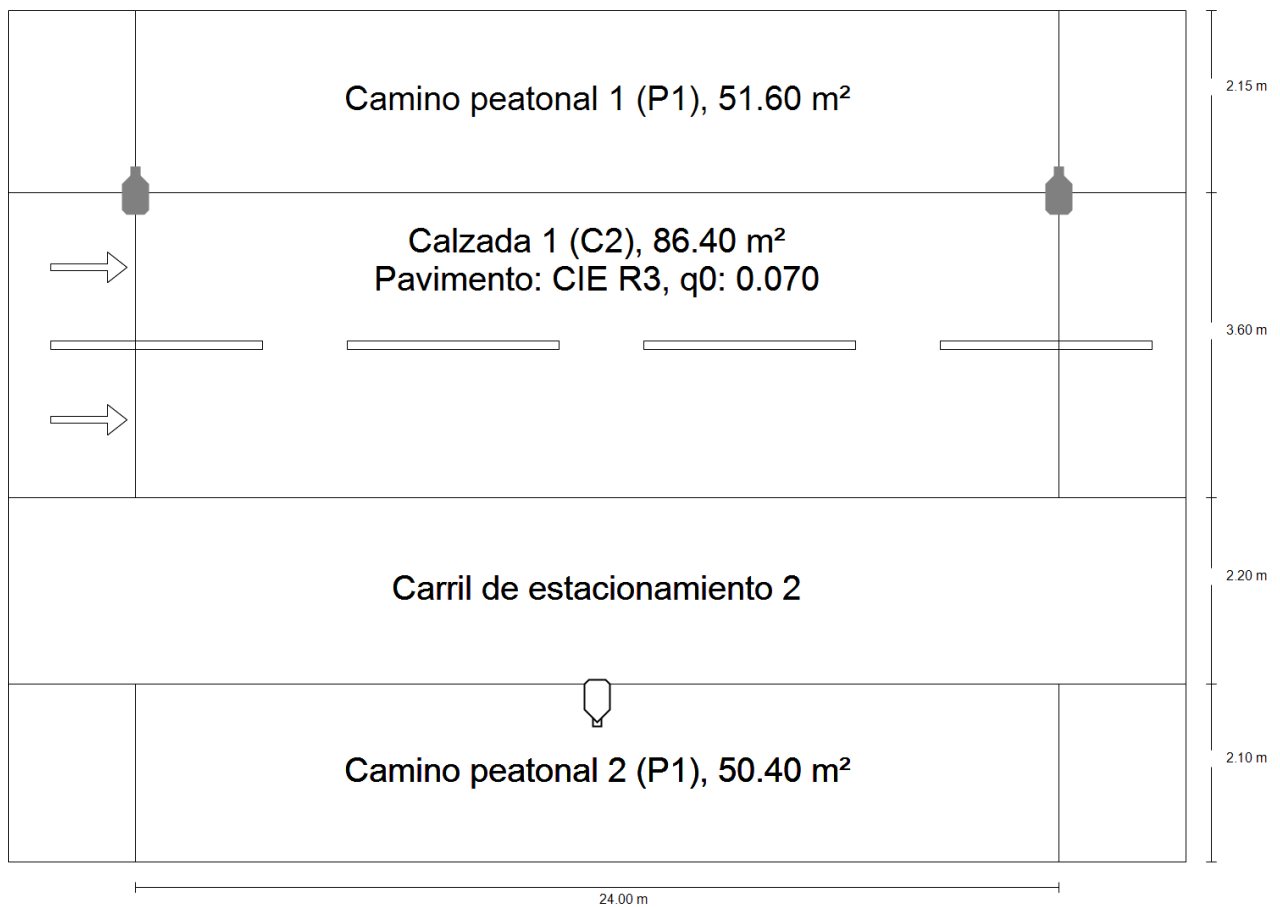 Camino peatonal 1 (P1), 51.60 m²
2.15 m
Calzada 1 (C2), 86.40 m²
Pavimento: CIE R3, q0: 0.070
3.60 m
Carril de estacionamiento 2
2.20 m
Camino peatonal 2 (P1), 50.40 m²
2.10 m
24.00 m